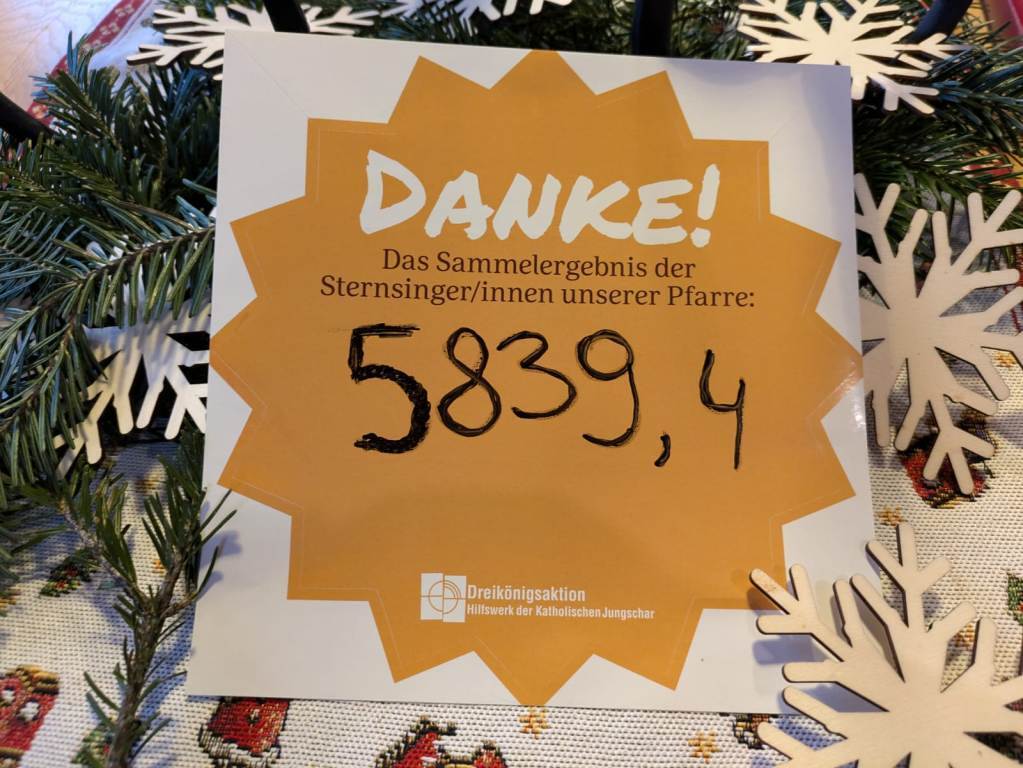 DANKE!
Das Sammelergebnis der
Sternsinger/innen unserer Pfarre:
5839,4
Dreikönigsaktion
Hilfswerk der Katholischen Jungschar